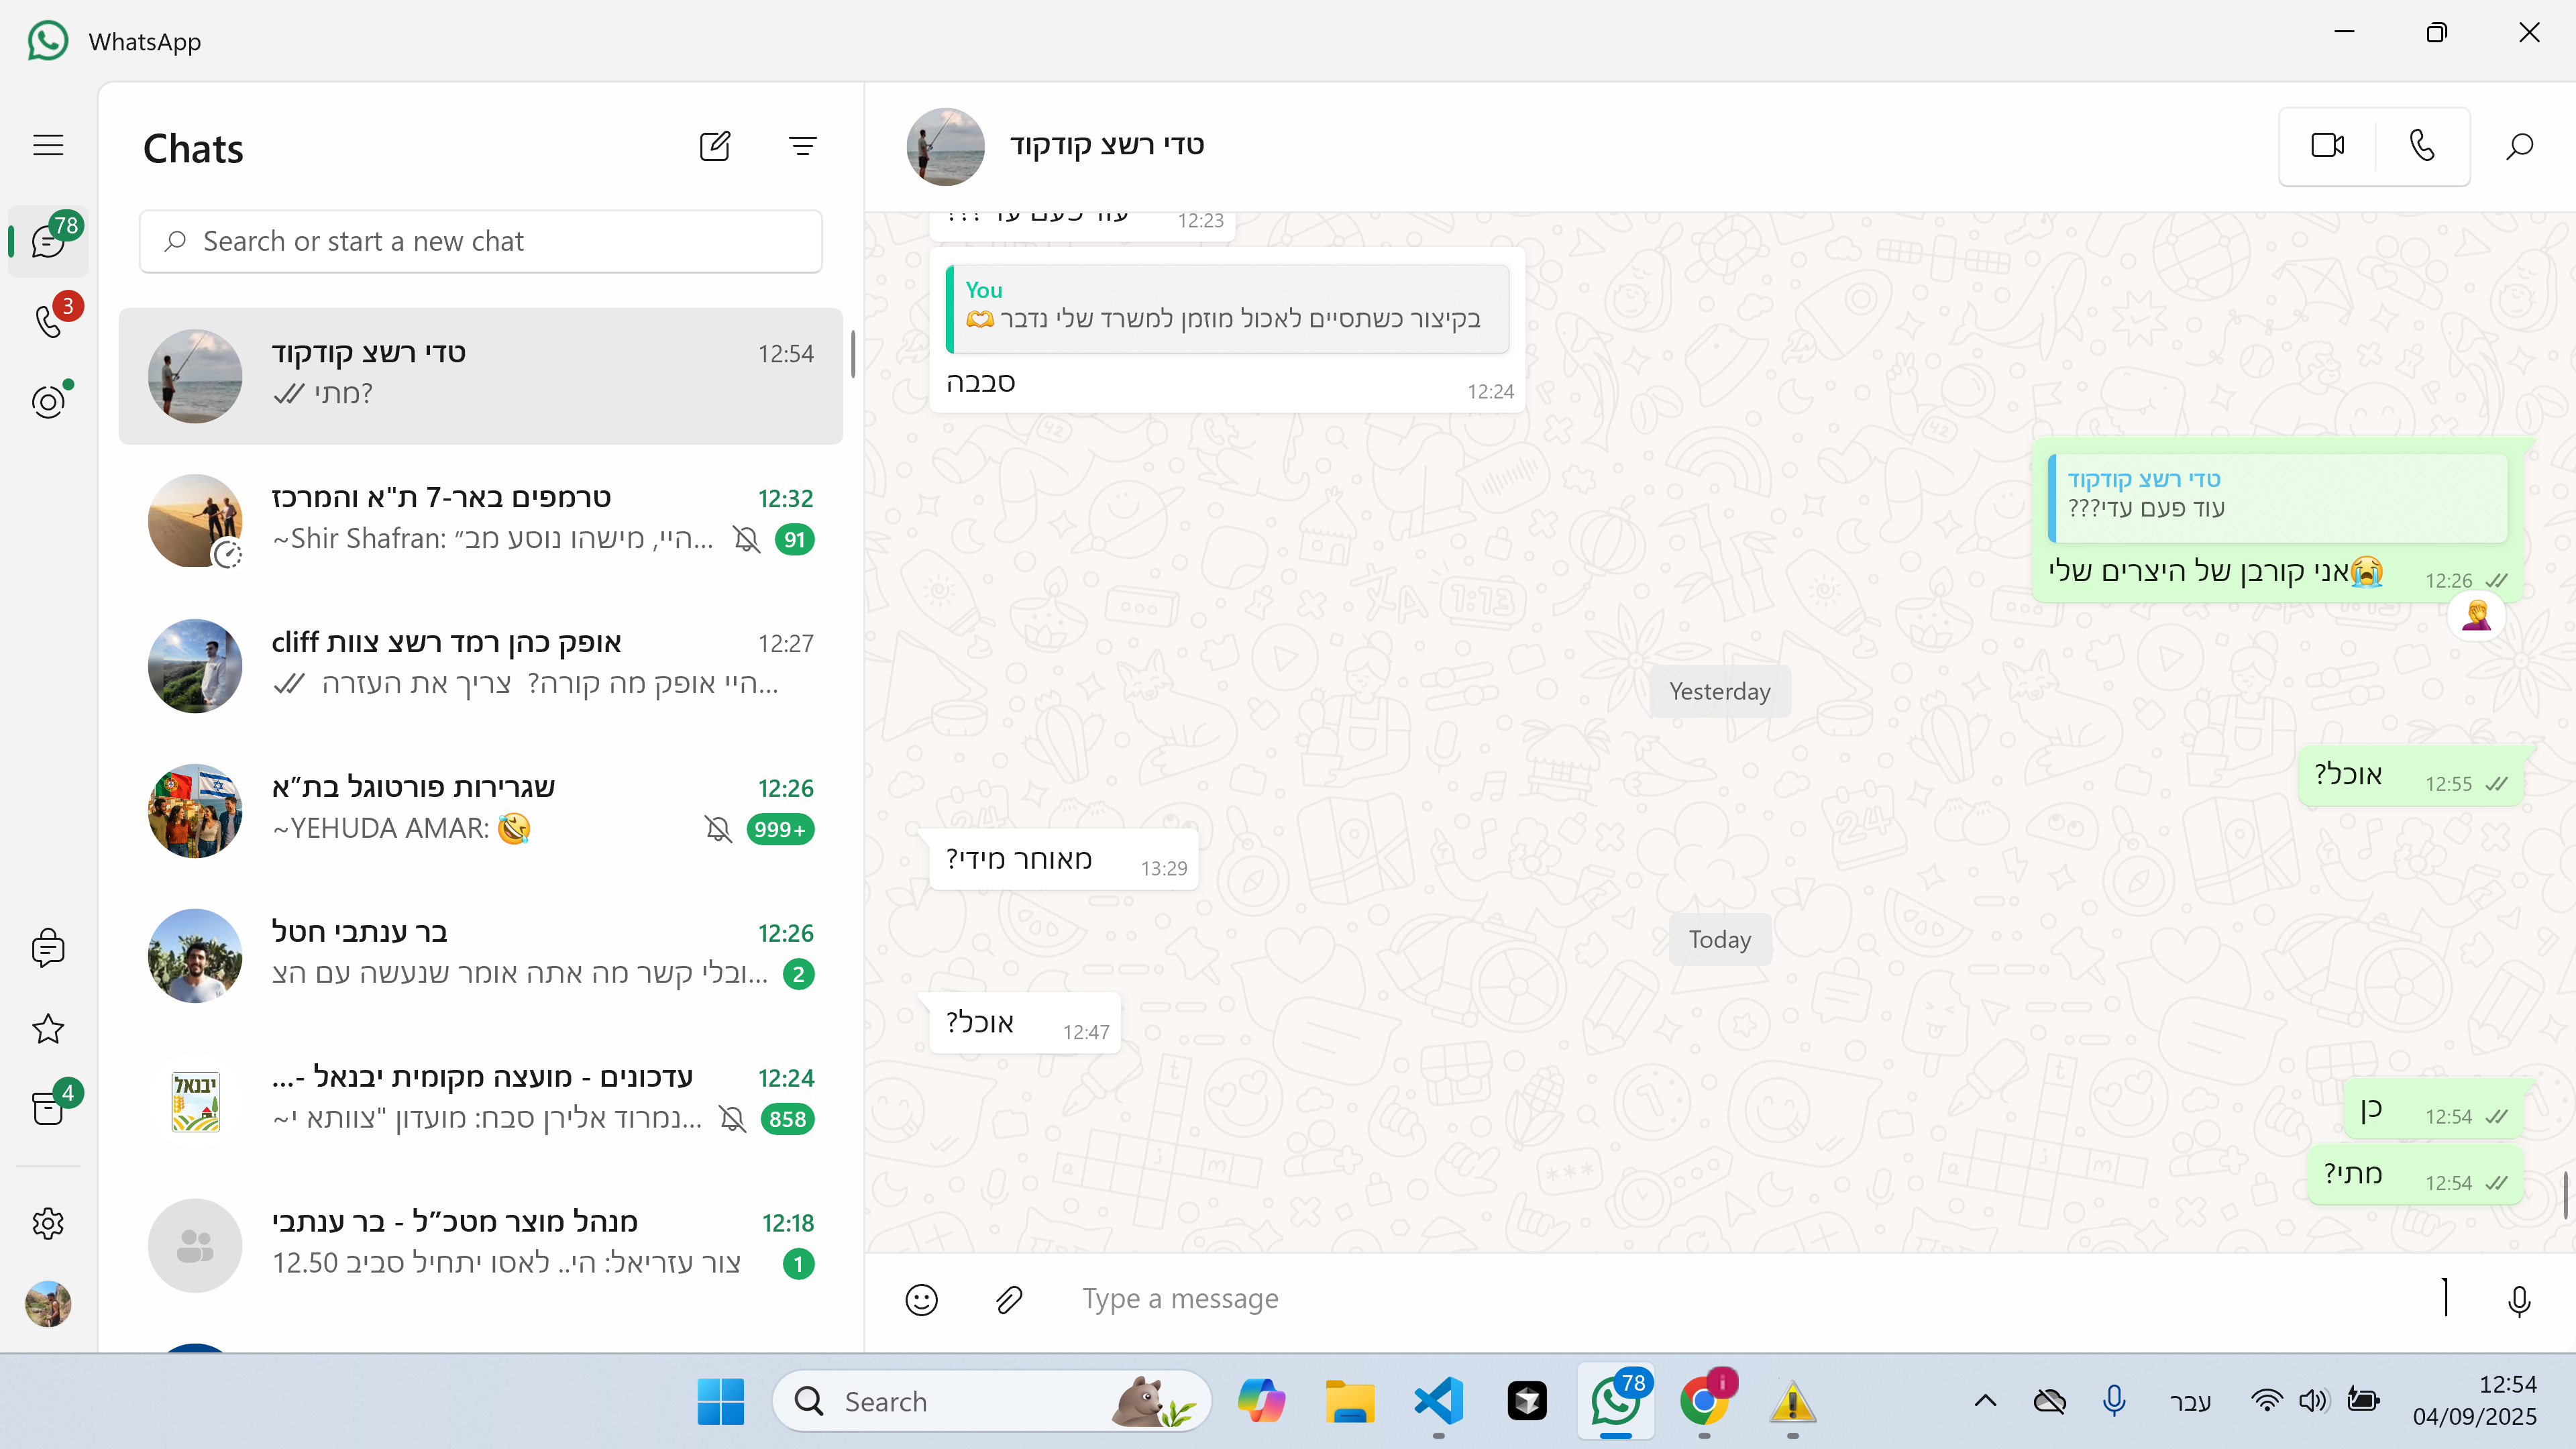 WhatsApp
78
3
4
Chats
Search or start a new chat
טדי רשצ קודקוד
12:54
מתי?
טרמפים באר-7 ת"א והמרכז
12:32
~Shir Shafran: היי, מישהו נוסע מב״...
91
אופק כהן רמד רשצ צוות cliff
12:27
היי אופק מה קורה? צריך את העזרה...
שגרירות פורטוגל בת״א
12:26
~YEHUDA AMAR: 🤣
999+
בר ענתבי חטל
12:26
ובלי קשר מה אתה אומר שנעשה עם הצ...
2
יבנאל
עדכונים - מועצה מקומית יבנאל -...
12:24
~נמרוד אלירן סבח: מועדון "צוותא י...
858
מנהל מוצר מטכ״ל - בר ענתבי
12:18
צור עזריאל: הי.. לאסו יתחיל סביב 12.50
1
טדי רשצ קודקוד
12:23
You
בקיצור כשתסיים לאכול מוזמן למשרד שלי נדבר 🫶
סבבה
12:24
טדי רשצ קודקוד
עוד פעם עדי???
אני קורבן של היצרים שלי😭
12:26
Yesterday
אוכל?
12:55
מאוחר מידי?
13:29
Today
אוכל?
12:47
כן
12:54
מתי?
12:54
Type a message
Search
78
עבר
12:54
04/09/2025